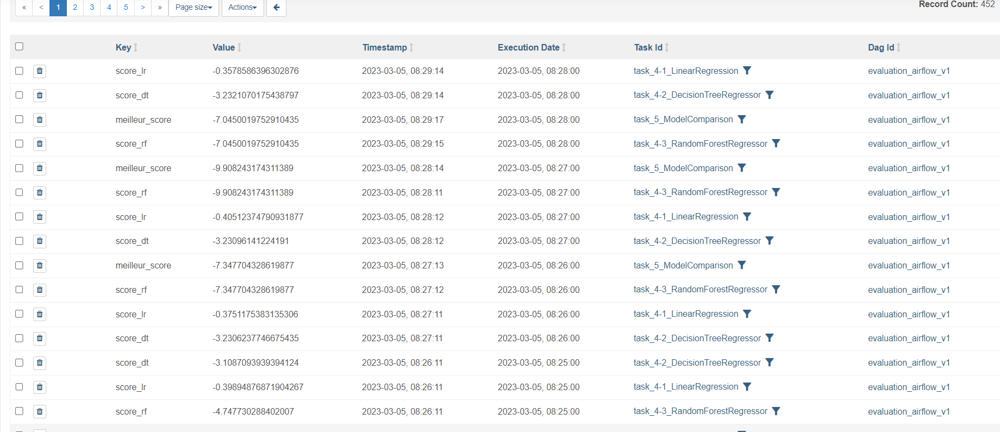 « < 1 2 3 4 5 > » Page size Actions Record Count: 452
Key Value Timestamp Execution Date Task Id Dag Id
score_lr -0.3578586396302876 2023-03-05, 08:29:14 2023-03-05, 08:28:00 task_4-1_LinearRegression evaluation_airflow_v1
score_dt -3.2321070175438797 2023-03-05, 08:29:14 2023-03-05, 08:28:00 task_4-2_DecisionTreeRegressor evaluation_airflow_v1
meilleur_score -7.0450019752910435 2023-03-05, 08:29:17 2023-03-05, 08:28:00 task_5_ModelComparison evaluation_airflow_v1
score_rf -7.0450019752910435 2023-03-05, 08:29:15 2023-03-05, 08:28:00 task_4-3_RandomForestRegressor evaluation_airflow_v1
meilleur_score -9.908243174311389 2023-03-05, 08:28:14 2023-03-05, 08:27:00 task_5_ModelComparison evaluation_airflow_v1
score_rf -9.908243174311389 2023-03-05, 08:28:11 2023-03-05, 08:27:00 task_4-3_RandomForestRegressor evaluation_airflow_v1
score_lr -0.40512374790931877 2023-03-05, 08:28:12 2023-03-05, 08:27:00 task_4-1_LinearRegression evaluation_airflow_v1
score_dt -3.23096141224191 2023-03-05, 08:28:12 2023-03-05, 08:27:00 task_4-2_DecisionTreeRegressor evaluation_airflow_v1
meilleur_score -7.347704328619877 2023-03-05, 08:27:13 2023-03-05, 08:26:00 task_5_ModelComparison evaluation_airflow_v1
score_rf -7.347704328619877 2023-03-05, 08:27:12 2023-03-05, 08:26:00 task_4-3_RandomForestRegressor evaluation_airflow_v1
score_lr -0.3751175383135306 2023-03-05, 08:27:11 2023-03-05, 08:26:00 task_4-1_LinearRegression evaluation_airflow_v1
score_dt -3.2306237746675435 2023-03-05, 08:27:11 2023-03-05, 08:26:00 task_4-2_DecisionTreeRegressor evaluation_airflow_v1
score_dt -3.1087093939394124 2023-03-05, 08:26:11 2023-03-05, 08:25:00 task_4-2_DecisionTreeRegressor evaluation_airflow_v1
score_lr -0.39894876871904267 2023-03-05, 08:26:11 2023-03-05, 08:25:00 task_4-1_LinearRegression evaluation_airflow_v1
score_rf -4.747730288402007 2023-03-05, 08:26:11 2023-03-05, 08:25:00 task_4-3_RandomForestRegressor evaluation_airflow_v1